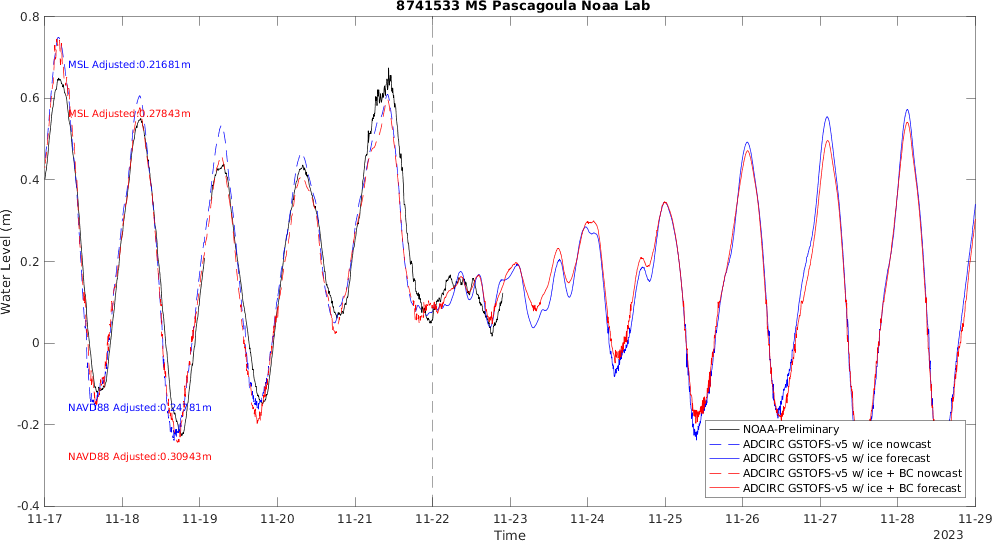 8741533 MS Pascagoula Noaa Lab
0.8
0.6
0.4
0.2
0
-0.2
-0.4
Water Level (m)
MSL Adjusted:0.21681m
MSL Adjusted:0.27843m
NAVD88 Adjusted:0.24781m
NAVD88 Adjusted:0.30943m
NOAA-Preliminary
ADCIRC GSTOFS-v5 w/ ice nowcast
ADCIRC GSTOFS-v5 w/ ice forecast
ADCIRC GSTOFS-v5 w/ ice + BC nowcast
ADCIRC GSTOFS-v5 w/ ice + BC forecast
11-17 11-18 11-19 11-20 11-21 11-22 11-23 11-24 11-25 11-26 11-27 11-28 11-29
Time
2023